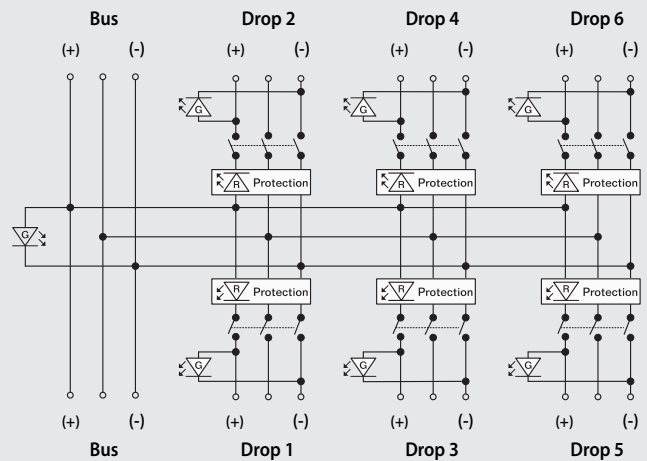 Bus Drop 2 Drop 4 Drop 6
(+) (-) (+) (-) (+) (-) (+) (-)
G G G
R Protection R Protection R Protection
G
R Protection R Protection R Protection
G G G
(+) (-) (+) (-) (+) (-) (+) (-)
Bus Drop 1 Drop 3 Drop 5